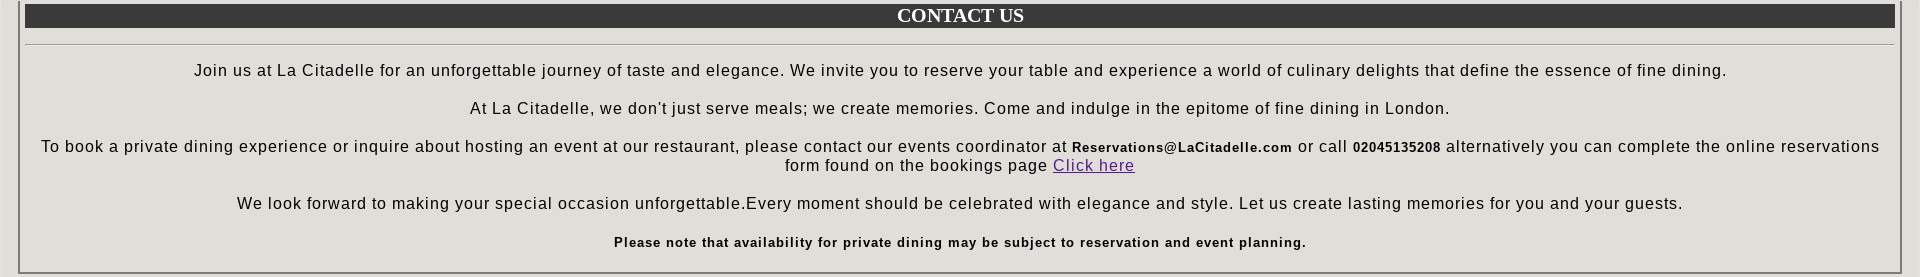 CONTACT US
Join us at La Citadelle for an unforgettable journey of taste and elegance. We invite you to reserve your table and experience a world of culinary delights that define the essence of fine dining.
At La Citadelle, we don't just serve meals; we create memories. Come and indulge in the epitome of fine dining in London.
To book a private dining experience or inquire about hosting an event at our restaurant, please contact our events coordinator at Reservations@LaCitadelle.com or call 02045135208 alternatively you can complete the online reservations
form found on the bookings page Click here
We look forward to making your special occasion unforgettable.Every moment should be celebrated with elegance and style. Let us create lasting memories for you and your guests.
Please note that availability for private dining may be subject to reservation and event planning.